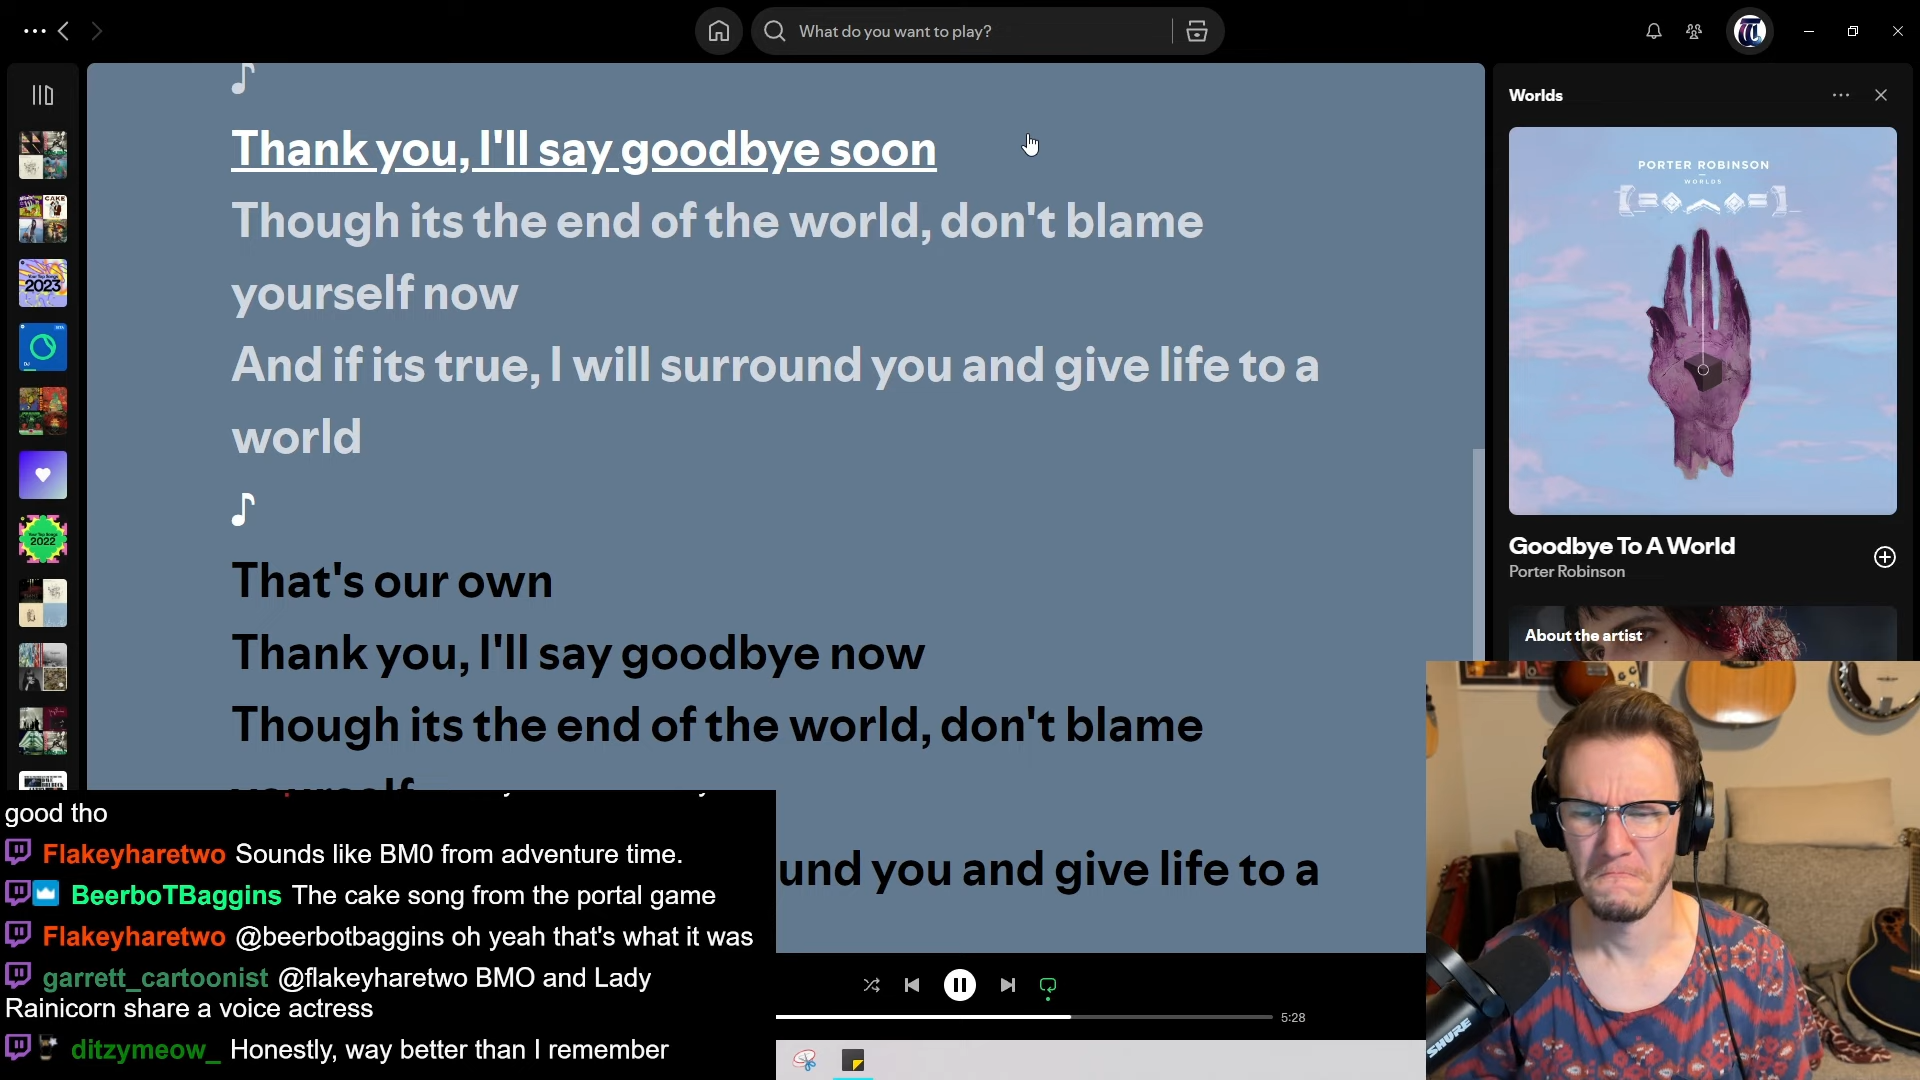 What do you want to play?
♪
Thank you, I'll say goodbye soon
Though its the end of the world, don't blame
yourself now
And if its true, I will surround you and give life to a
world
♪
That's our own
Thank you, I'll say goodbye now
Though its the end of the world, don't blame
yourself
und you and give life to a
Worlds
PORTER ROBINSON
WORLDS
Goodbye To A World
Porter Robinson
About the artist
2023
2022
CAKE
good tho
Flakeyharetwo Sounds like BM0 from adventure time.
BeerboTBaggins The cake song from the portal game
Flakeyharetwo @beerbotbaggins oh yeah that's what it was
garrett_cartoonist @flakeyharetwo BMO and Lady
Rainicorn share a voice actress
ditzymeow_ Honestly, way better than I remember
5:28
SHURE